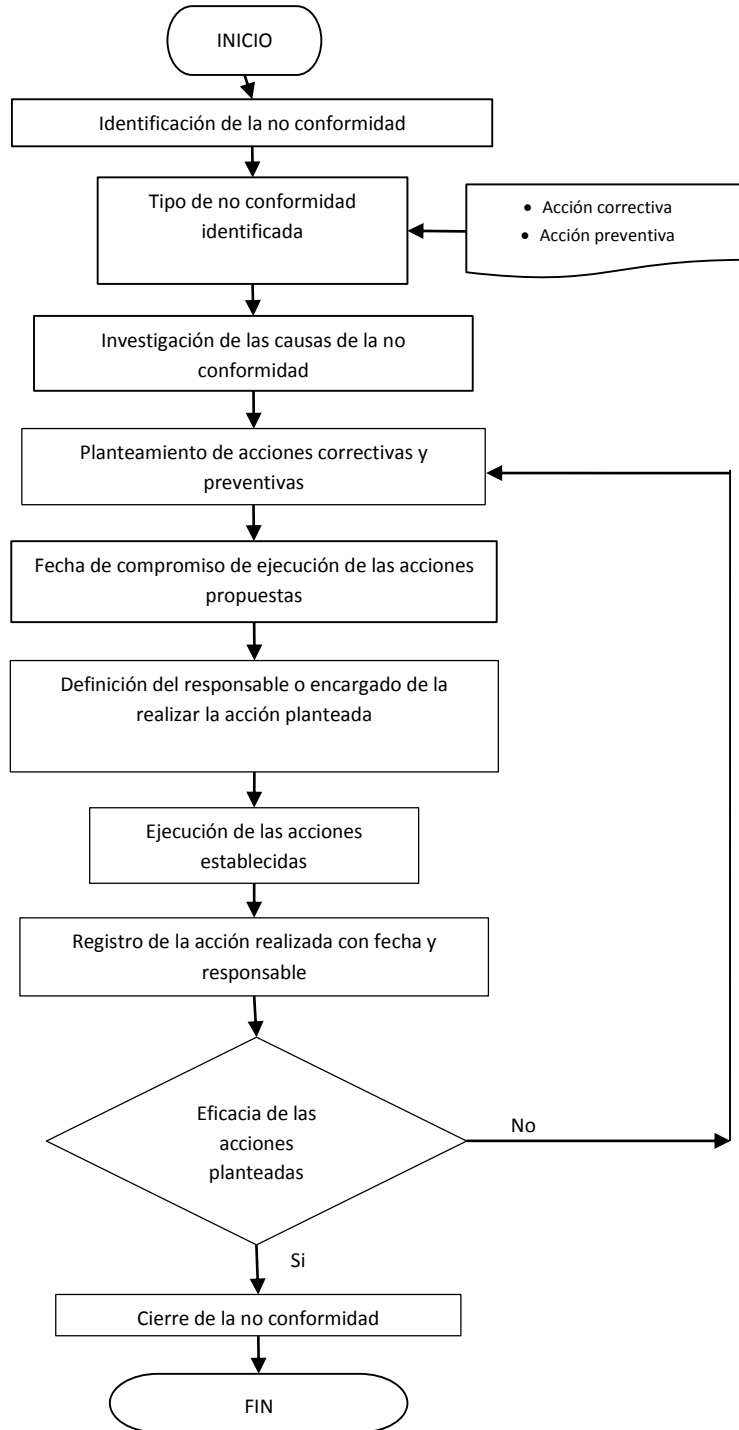 INICIO
Identificación de la no conformidad
Tipo de no conformidad
identificada
• Acción correctiva
• Acción preventiva
Investigación de las causas de la no
conformidad
Planteamiento de acciones correctivas y
preventivas
Fecha de compromiso de ejecución de las acciones
propuestas
Definición del responsable o encargado de la
realizar la acción planteada
Ejecución de las acciones
establecidas
Registro de la acción realizada con fecha y
responsable
Eficacia de las
acciones
planteadas
No
Si
Cierre de la no conformidad
FIN